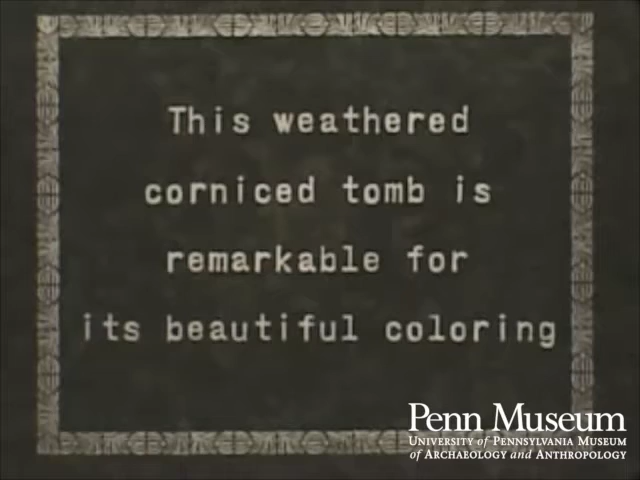 This weathered
corniced tomb is
remarkable for
its beautiful coloring
Penn Museum
University of Pennsylvania Museum
of Archaeology and Anthropology